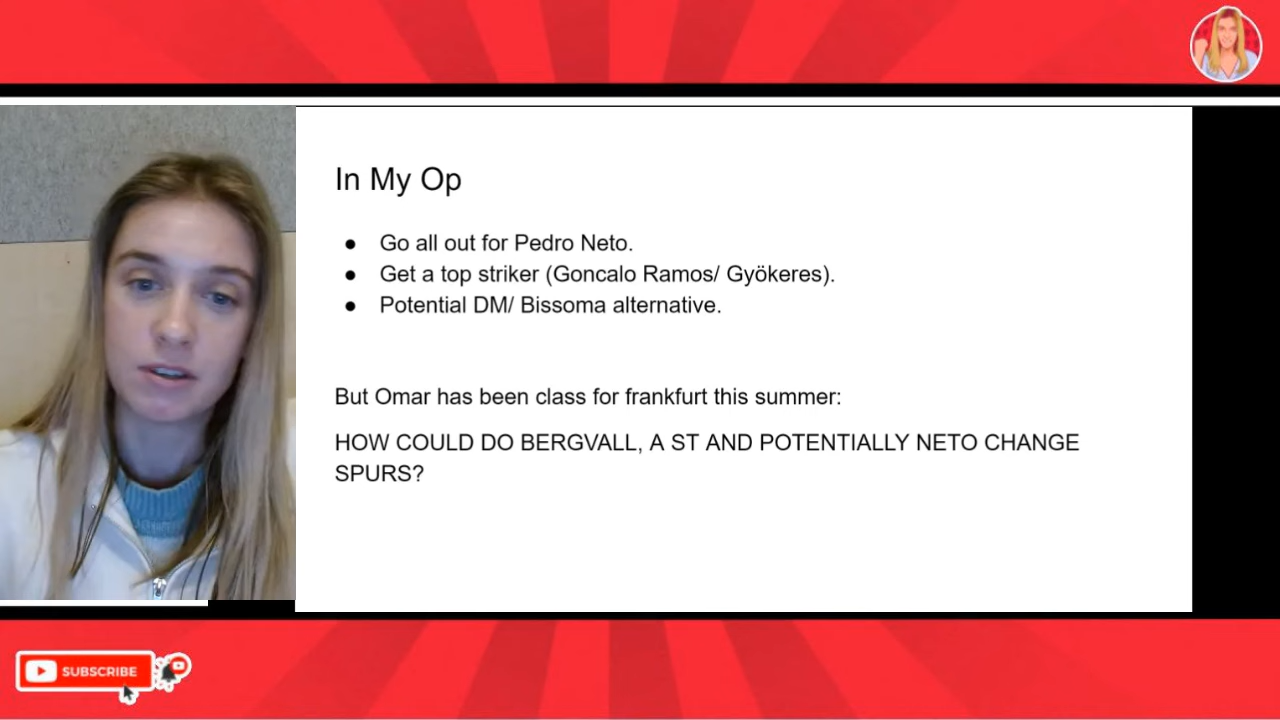 In My Op
● Go all out for Pedro Neto.
● Get a top striker (Goncalo Ramos/ Gyökeres).
● Potential DM/ Bissoma alternative.
But Omar has been class for frankfurt this summer:
HOW COULD DO BERGVALL, A ST AND POTENTIALLY NETO CHANGE
SPURS?
SUBSCRIBE